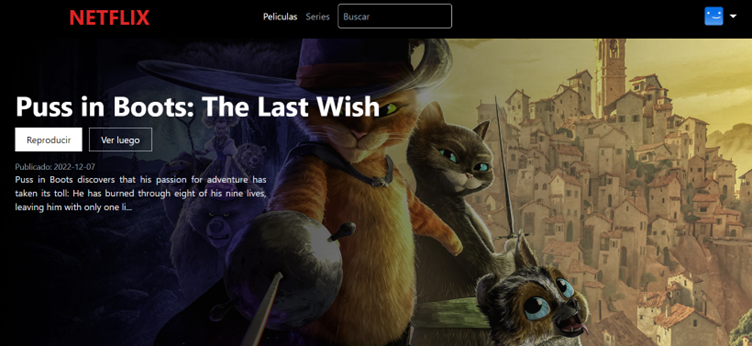 NETFLIX
Peliculas Series Buscar
Puss in Boots: The Last Wish
Reproducir Ver luego
Publicado: 2022-12-07
Puss in Boots discovers that his passion for adventure has
taken its toll: He has burned through eight of his nine lives,
leaving him with only one li...